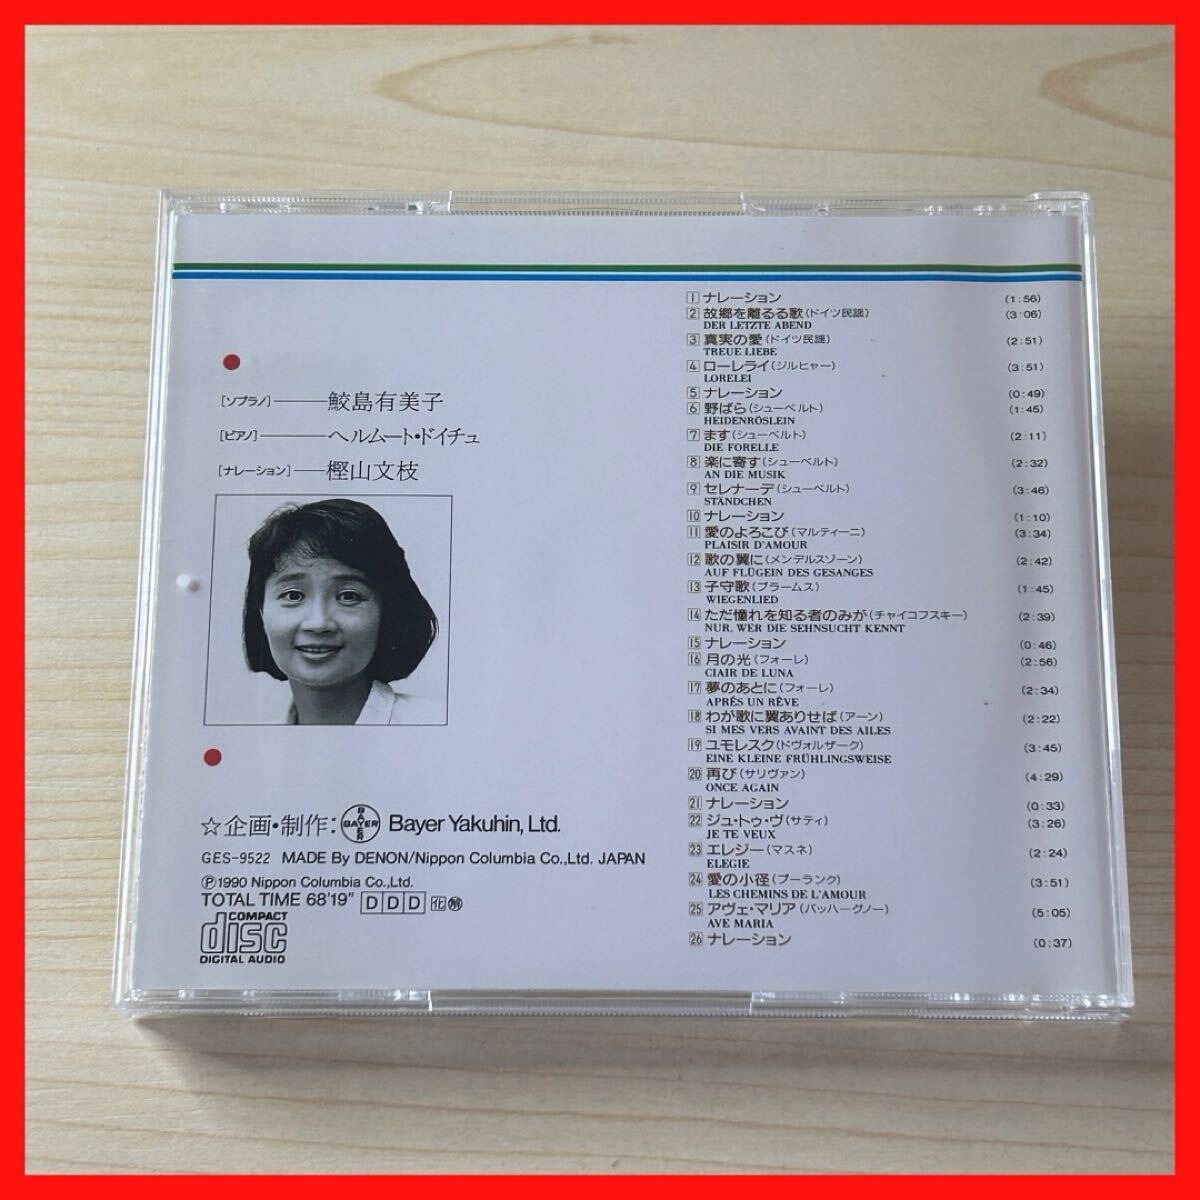 [ソプラノ]——鮫島有美子
[ピアノ]——ヘルムート・ドイチュ
[ナレーション]——樫山文枝
☆企画・制作: BAYER BAYER Bayer Yakuhin, Ltd.
GES-9522 MADE By DENON/Nippon Columbia Co.,Ltd. JAPAN
Ⓟ1990 Nippon Columbia Co.,Ltd.
TOTAL TIME 68'19" DDD
COMPACT
disc
DIGITAL AUDIO
1 ナレーション (1:56)
2 故郷を離るる歌(ドイツ民謡) (3:06)
DER LETZTE ABEND
3 真実の愛(ドイツ民謡) (2:51)
TREUE LIEBE
4 ローレライ(ジルヒャー) (3:51)
LORELEI
5 ナレーション (0:49)
6 野ばら(シューベルト) (1:45)
HEIDENRÖSLEIN
7 ます(シューベルト) (2:11)
DIE FORELLE
8 楽に寄す(シューベルト) (2:32)
AN DIE MUSIK
9 セレナーデ(シューベルト) (3:46)
STÄNDCHEN
10 ナレーション (1:10)
11 愛のよろこび(マルティーニ) (3:34)
PLAISIR D'AMOUR
12 歌の翼に(メンデルスゾーン) (2:42)
AUF FLÜGEIN DES GESANGES
13 子守歌(ブラームス) (1:45)
WIEGENLIED
14 ただ憧れを知る者のみが(チャイコフスキー) (2:39)
NUR, WER DIE SEHNSUCHT KENNT
15 ナレーション (0:46)
16 月の光(フォーレ) (2:56)
CIAIR DE LUNA
17 夢のあとに(フォーレ) (2:34)
APRÉS UN RÊVE
18 わが歌に翼ありせば(アーン) (2:22)
SI MES VERS AVAINT DES AILES
19 ユモレスク(ドヴォルザーク) (3:45)
EINE KLEINE FRÜHLINGSWEISE
20 再び(サリヴァン) (4:29)
ONCE AGAIN
21 ナレーション (0:33)
22 ジュ・トゥ・ヴ(サティ) (3:26)
JE TE VEUX
23 エレジー(マスネ) (2:24)
ELEGIE
24 愛の小径(プーランク) (3:51)
LES CHEMINS DE L'AMOUR
25 アヴェ・マリア(バッハーグノー) (5:05)
AVE MARIA
26 ナレーション (0:37)